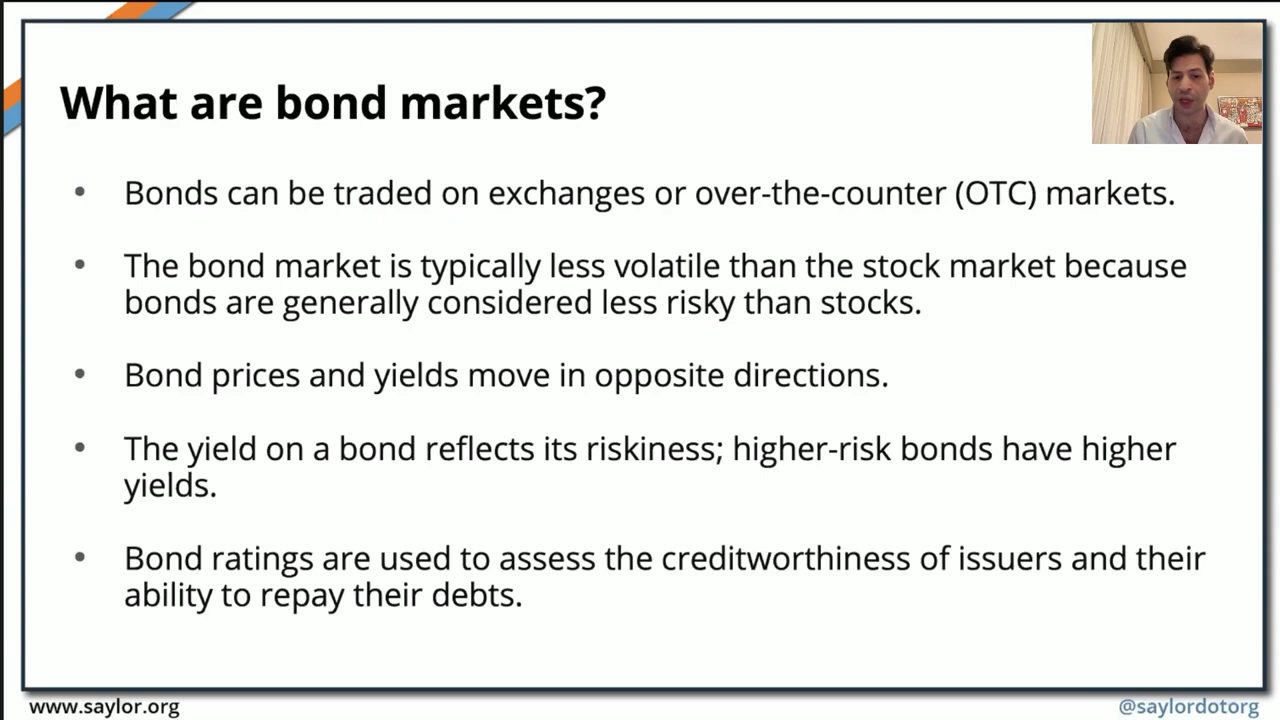 What are bond markets?
• Bonds can be traded on exchanges or over-the-counter (OTC) markets.
• The bond market is typically less volatile than the stock market because
bonds are generally considered less risky than stocks.
• Bond prices and yields move in opposite directions.
• The yield on a bond reflects its riskiness; higher-risk bonds have higher
yields.
• Bond ratings are used to assess the creditworthiness of issuers and their
ability to repay their debts.
www.saylor.org
@saylordotorg